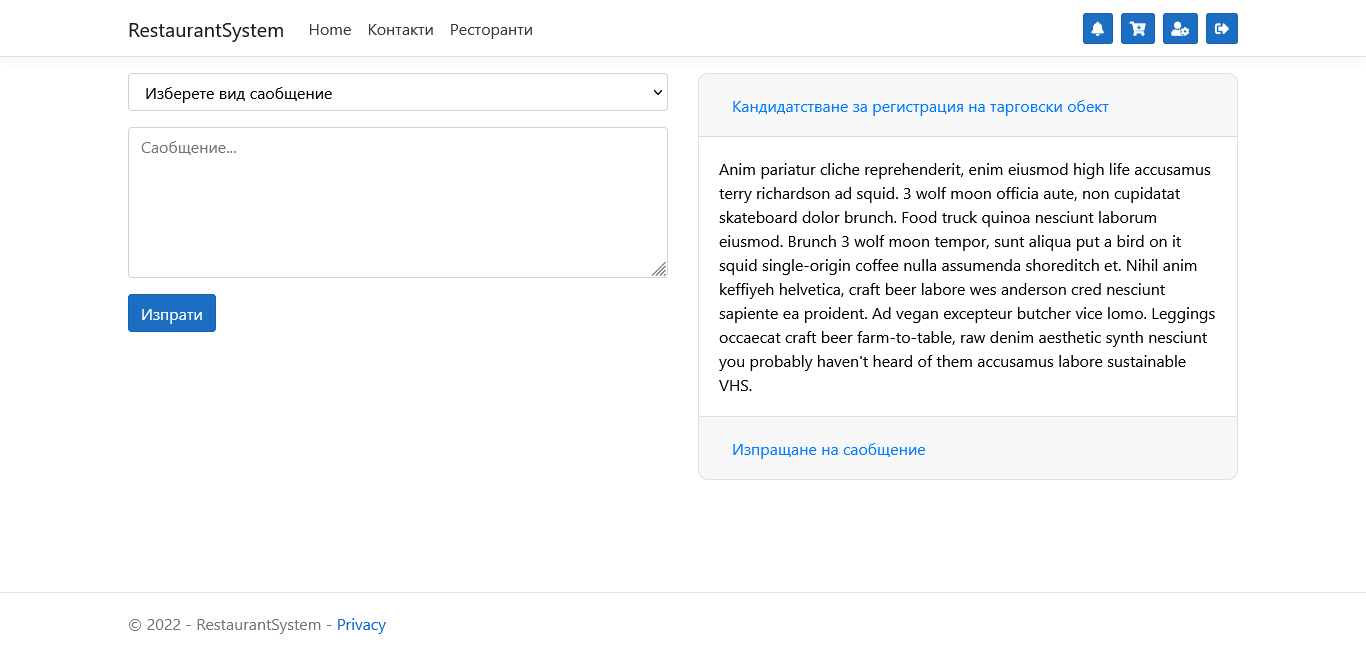 RestaurantSystem Home Контакти Ресторанти
Изберете вид саобщение
Саобщение...
Изпрати
Кандидатстване за регистрация на тарговски обект
Anim pariatur cliche reprehenderit, enim eiusmod high life accusamus
terry richardson ad squid. 3 wolf moon officia aute, non cupidatat
skateboard dolor brunch. Food truck quinoa nesciunt laborum
eiusmod. Brunch 3 wolf moon tempor, sunt aliqua put a bird on it
squid single-origin coffee nulla assumenda shoreditch et. Nihil anim
keffiyeh helvetica, craft beer labore wes anderson cred nesciunt
sapiente ea proident. Ad vegan excepteur butcher vice lomo. Leggings
occaecat craft beer farm-to-table, raw denim aesthetic synth nesciunt
you probably haven't heard of them accusamus labore sustainable
VHS.
Изпращане на саобщение
© 2022 - RestaurantSystem - Privacy